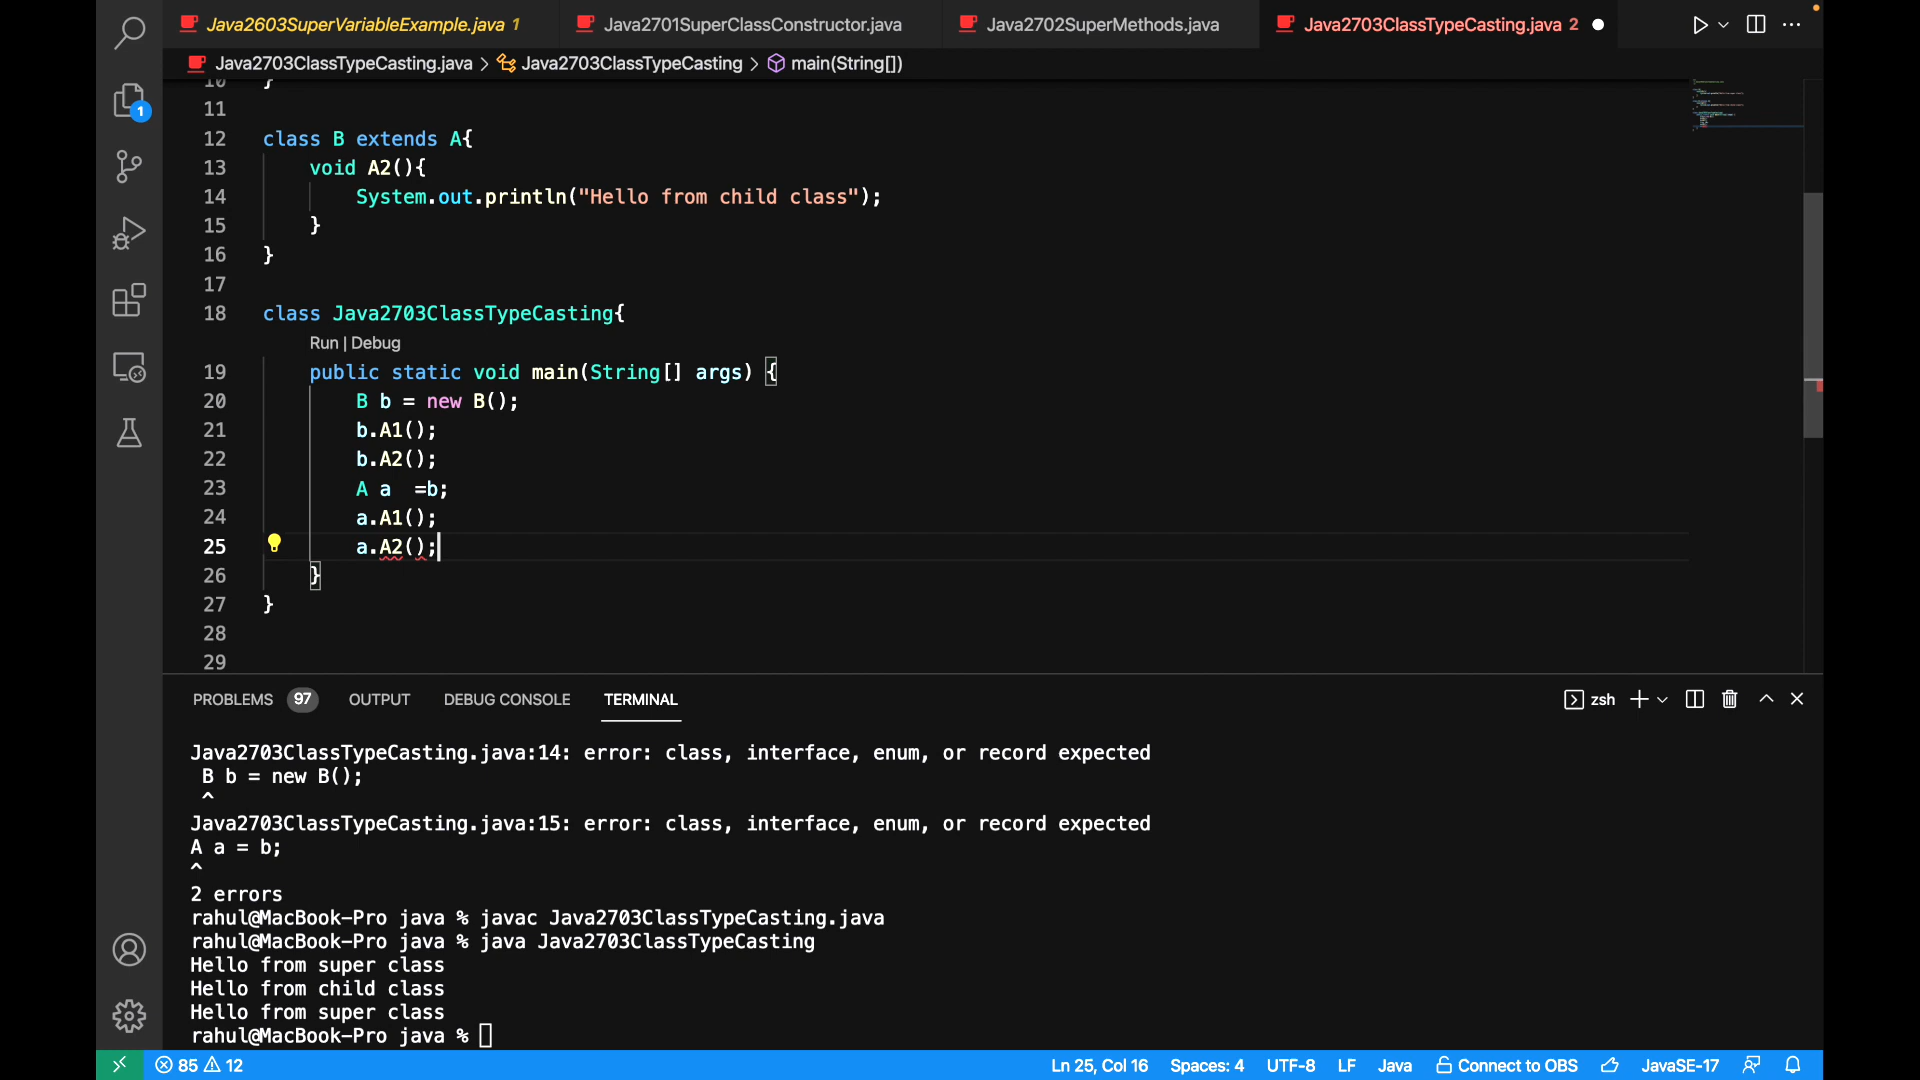 Java2603SuperVariableExample.java 1
Java2701SuperClassConstructor.java
Java2702SuperMethods.java
Java2703ClassTypeCasting.java 2
Java2703ClassTypeCasting.java > Java2703ClassTypeCasting > main(String[])
10 }
11
12 class B extends A{
13 void A2(){
14 System.out.println("Hello from child class");
15 }
16 }
17
18 class Java2703ClassTypeCasting{
Run | Debug
19 public static void main(String[] args) {
20 B b = new B();
21 b.A1();
22 b.A2();
23 A a  =b;
24 a.A1();
25 a.A2();
26 }
27 }
28
29
1
PROBLEMS 97 OUTPUT DEBUG CONSOLE TERMINAL
zsh
Java2703ClassTypeCasting.java:14: error: class, interface, enum, or record expected
B b = new B();
^
Java2703ClassTypeCasting.java:15: error: class, interface, enum, or record expected
A a = b;
^
2 errors
rahul@MacBook-Pro java % javac Java2703ClassTypeCasting.java
rahul@MacBook-Pro java % java Java2703ClassTypeCasting
Hello from super class
Hello from child class
Hello from super class
rahul@MacBook-Pro java %
85 12
Ln 25, Col 16 Spaces: 4 UTF-8 LF Java Connect to OBS JavaSE-17